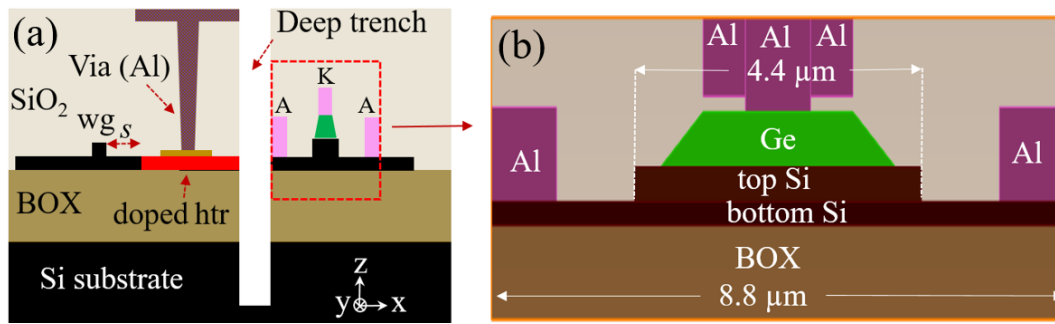 (a)
Deep trench
Via (Al)
SiO₂
K
A
A
wg
s
BOX
doped htr
Si substrate
z
y
x
(b)
Al
Al
Al
4.4 µm
Ge
Al
Al
top Si
bottom Si
BOX
8.8 µm